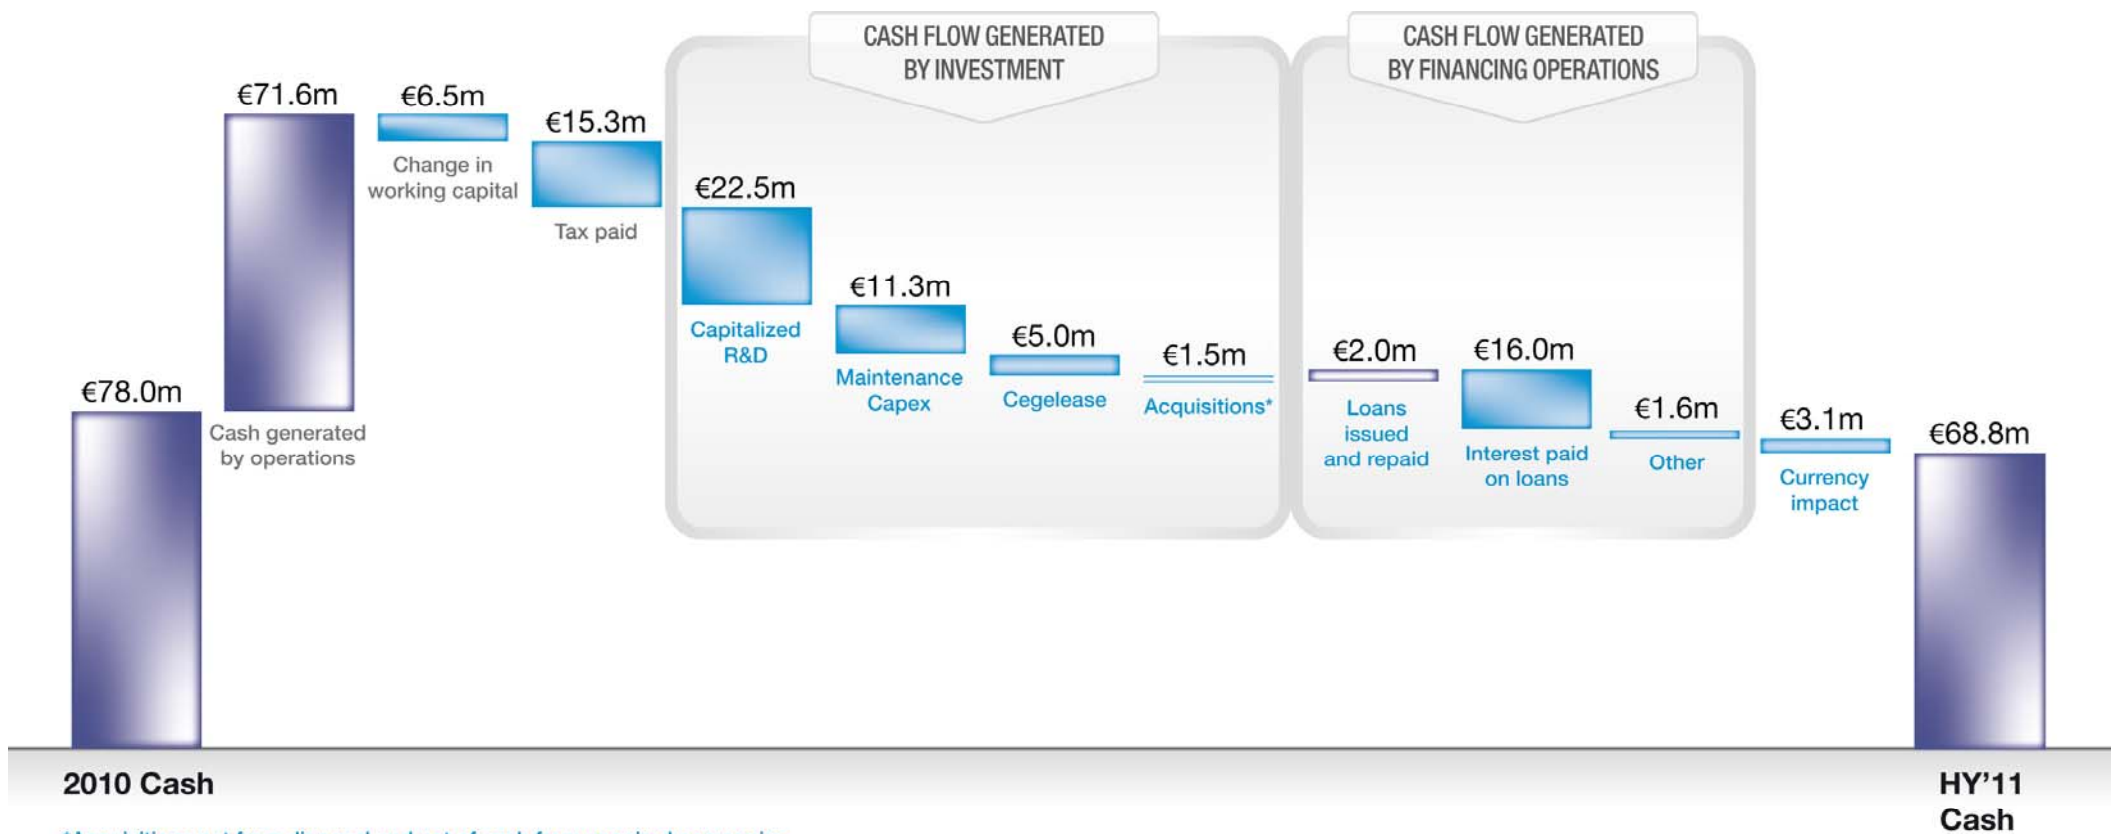 CASH FLOW GENERATED
BY INVESTMENT
CASH FLOW GENERATED
BY FINANCING OPERATIONS
€78.0m
€71.6m
Cash generated
by operations
€6.5m
Change in
working capital
€15.3m
Tax paid
€22.5m
Capitalized
R&D
€11.3m
Maintenance
Capex
€5.0m
Cegelease
€1.5m
Acquisitions*
€2.0m
Loans
issued
and repaid
€16.0m
Interest paid
on loans
€1.6m
Other
€3.1m
Currency
impact
€68.8m
2010 Cash
HY'11
Cash